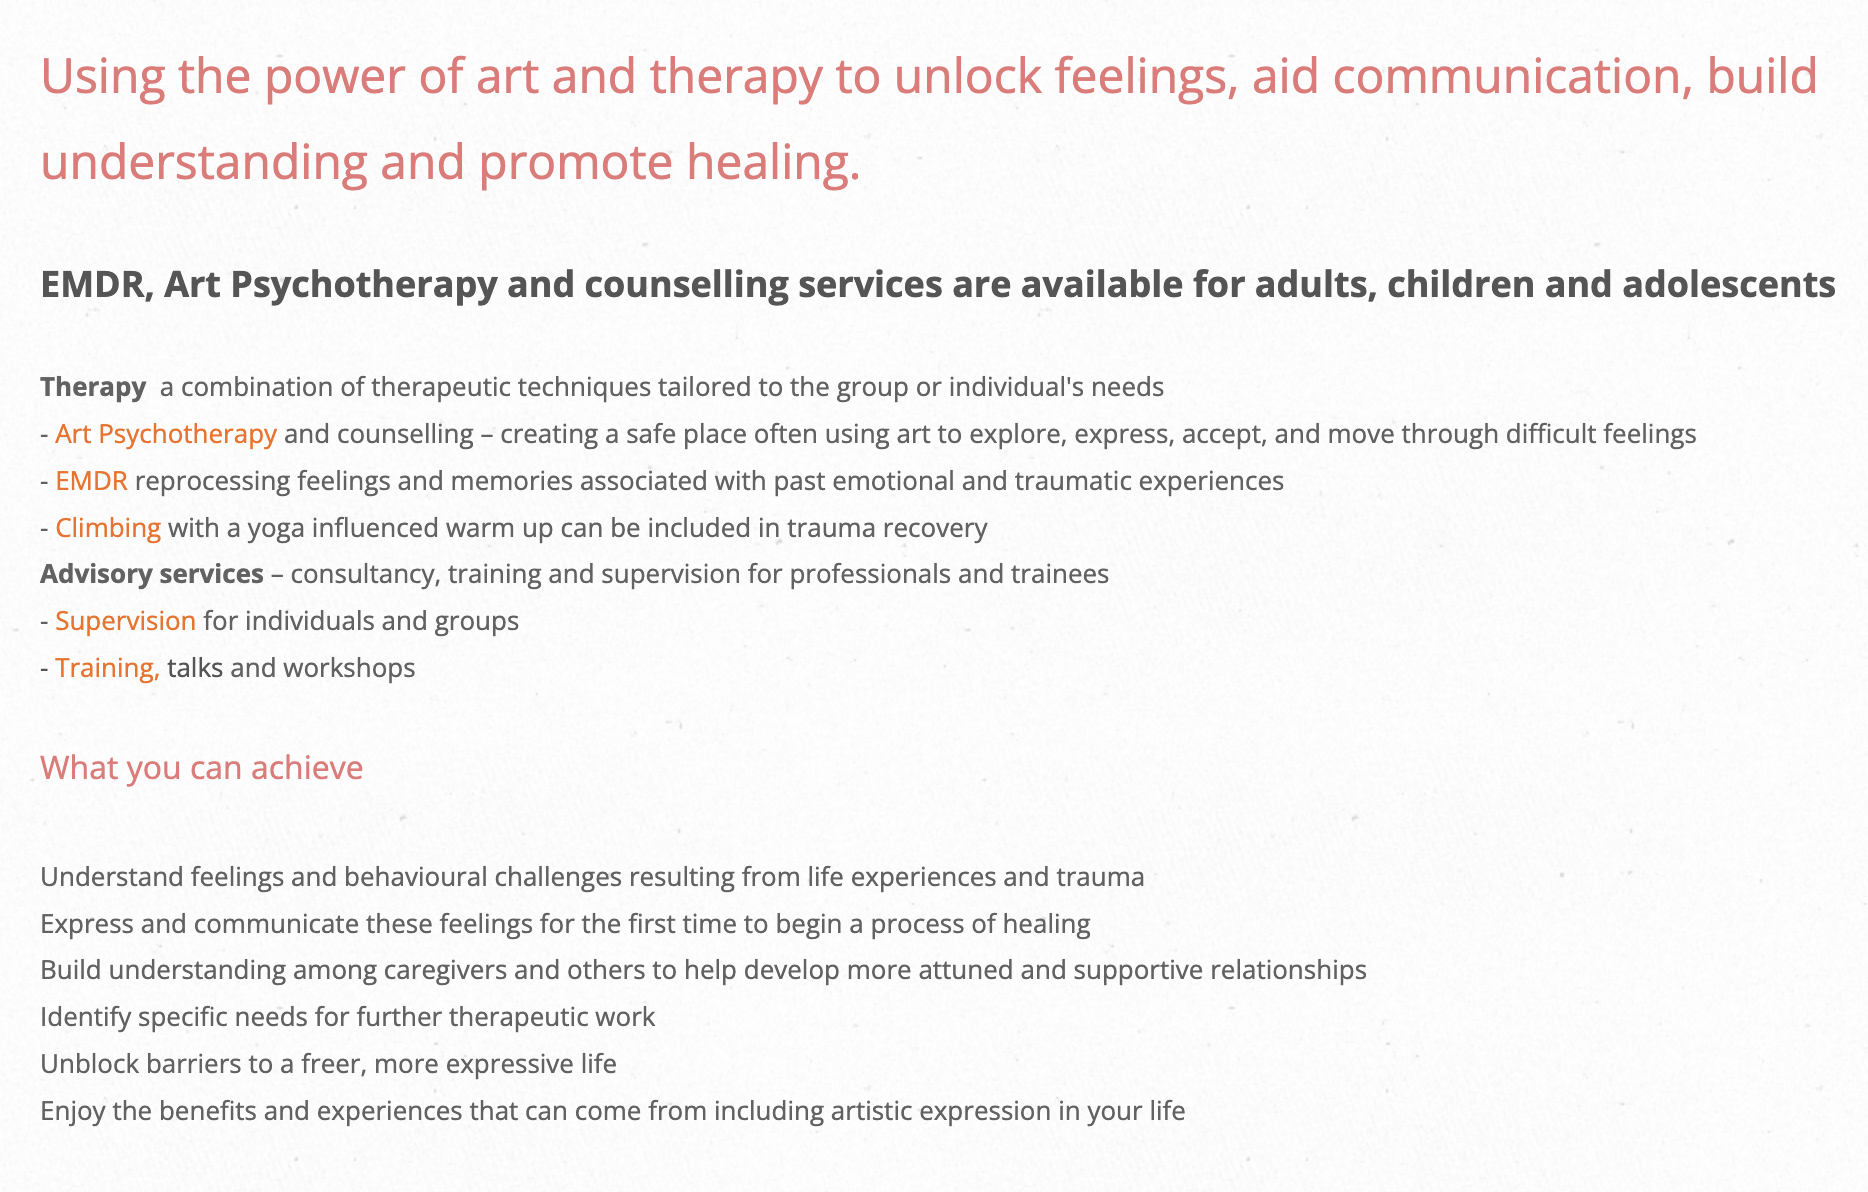 Using the power of art and therapy to unlock feelings, aid communication, build
understanding and promote healing.
EMDR, Art Psychotherapy and counselling services are available for adults, children and adolescents
Therapy  a combination of therapeutic techniques tailored to the group or individual's needs
- Art Psychotherapy and counselling – creating a safe place often using art to explore, express, accept, and move through difficult feelings
- EMDR reprocessing feelings and memories associated with past emotional and traumatic experiences
- Climbing with a yoga influenced warm up can be included in trauma recovery
Advisory services – consultancy, training and supervision for professionals and trainees
- Supervision for individuals and groups
- Training, talks and workshops
What you can achieve
Understand feelings and behavioural challenges resulting from life experiences and trauma
Express and communicate these feelings for the first time to begin a process of healing
Build understanding among caregivers and others to help develop more attuned and supportive relationships
Identify specific needs for further therapeutic work
Unblock barriers to a freer, more expressive life
Enjoy the benefits and experiences that can come from including artistic expression in your life